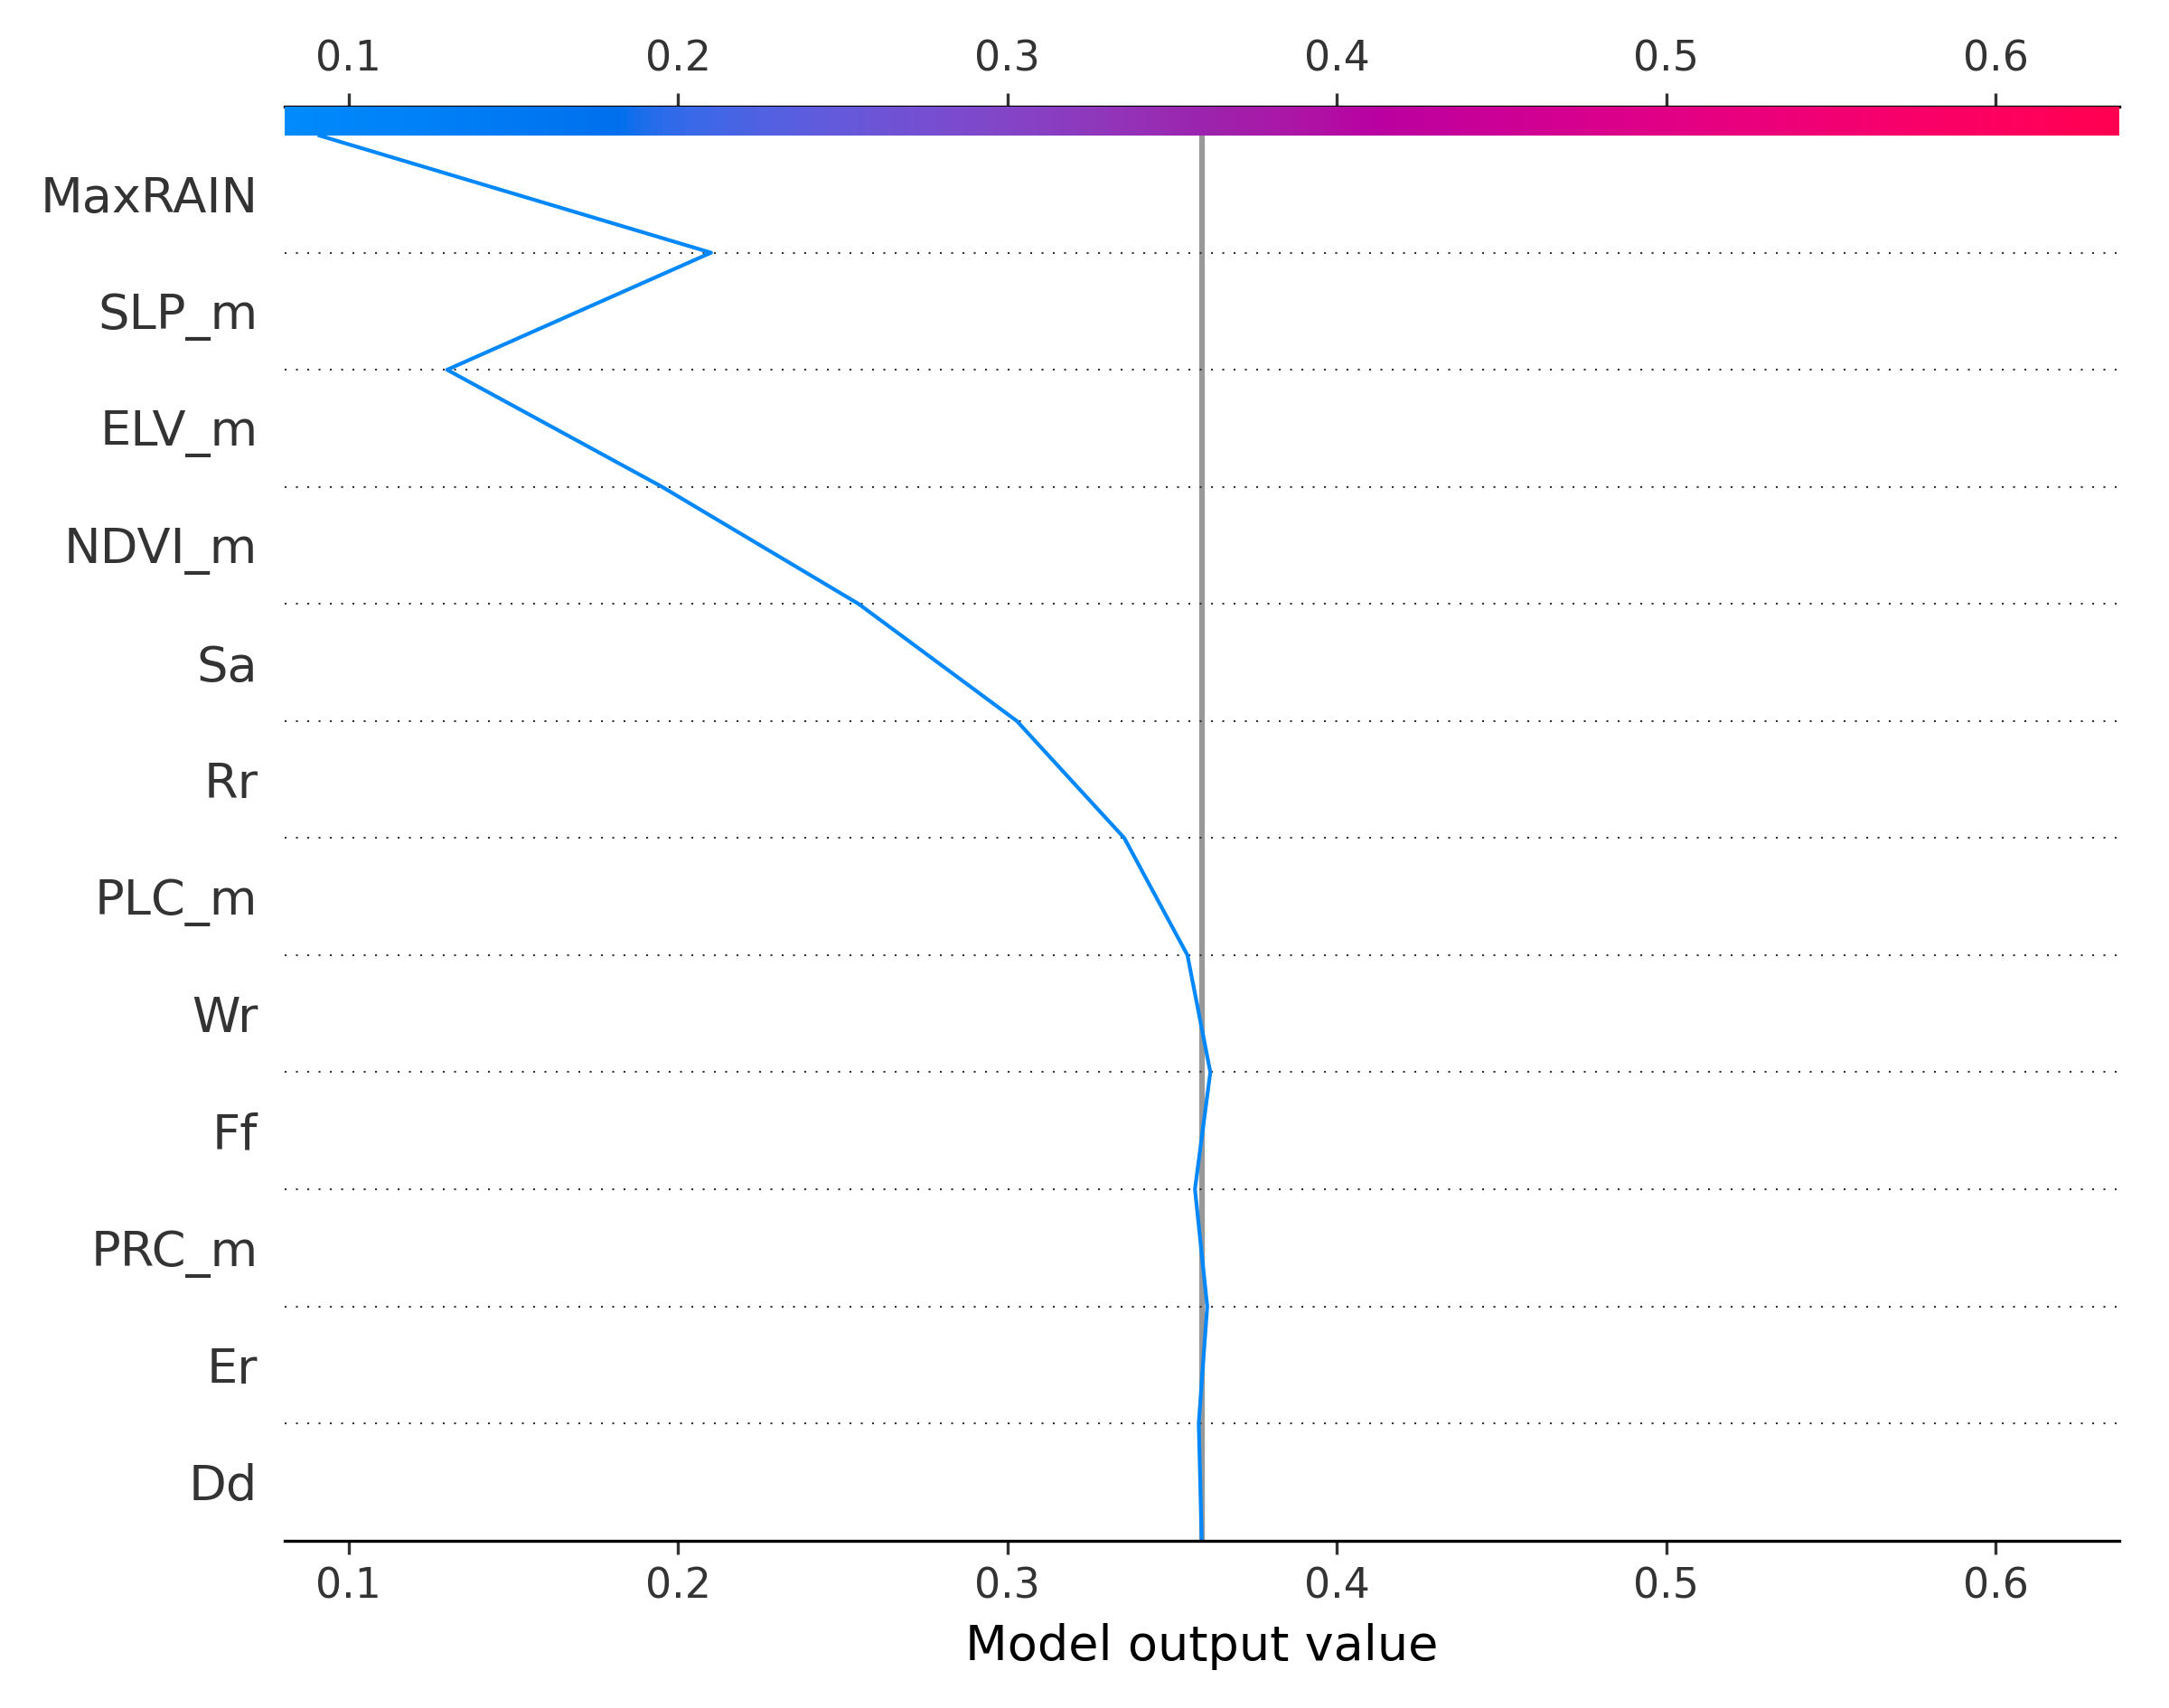 0.1 0.2 0.3 0.4 0.5 0.6
MaxRAIN
SLP_m
ELV_m
NDVI_m
Sa
Rr
PLC_m
Wr
Ff
PRC_m
Er
Dd
0.1 0.2 0.3 0.4 0.5 0.6
Model output value